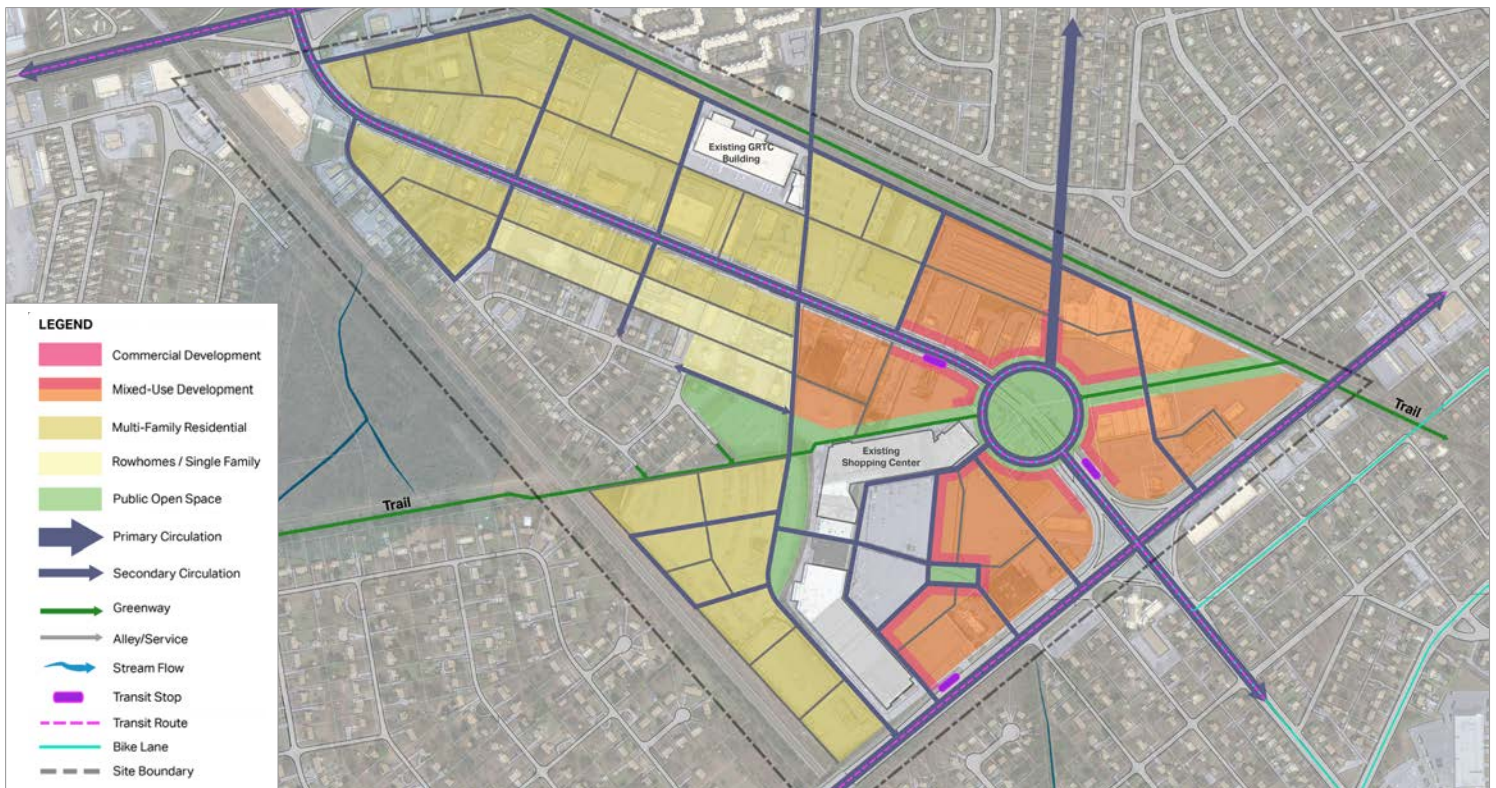 Existing GRTC
Building
LEGEND
Commercial Development
Mixed-Use Development
Multi-Family Residential
Rowhomes / Single Family
Public Open Space
Primary Circulation
Secondary Circulation
Greenway
Alley/Service
Stream Flow
Transit Stop
Transit Route
Bike Lane
Site Boundary
Trail
Existing
Shopping Center
Trail